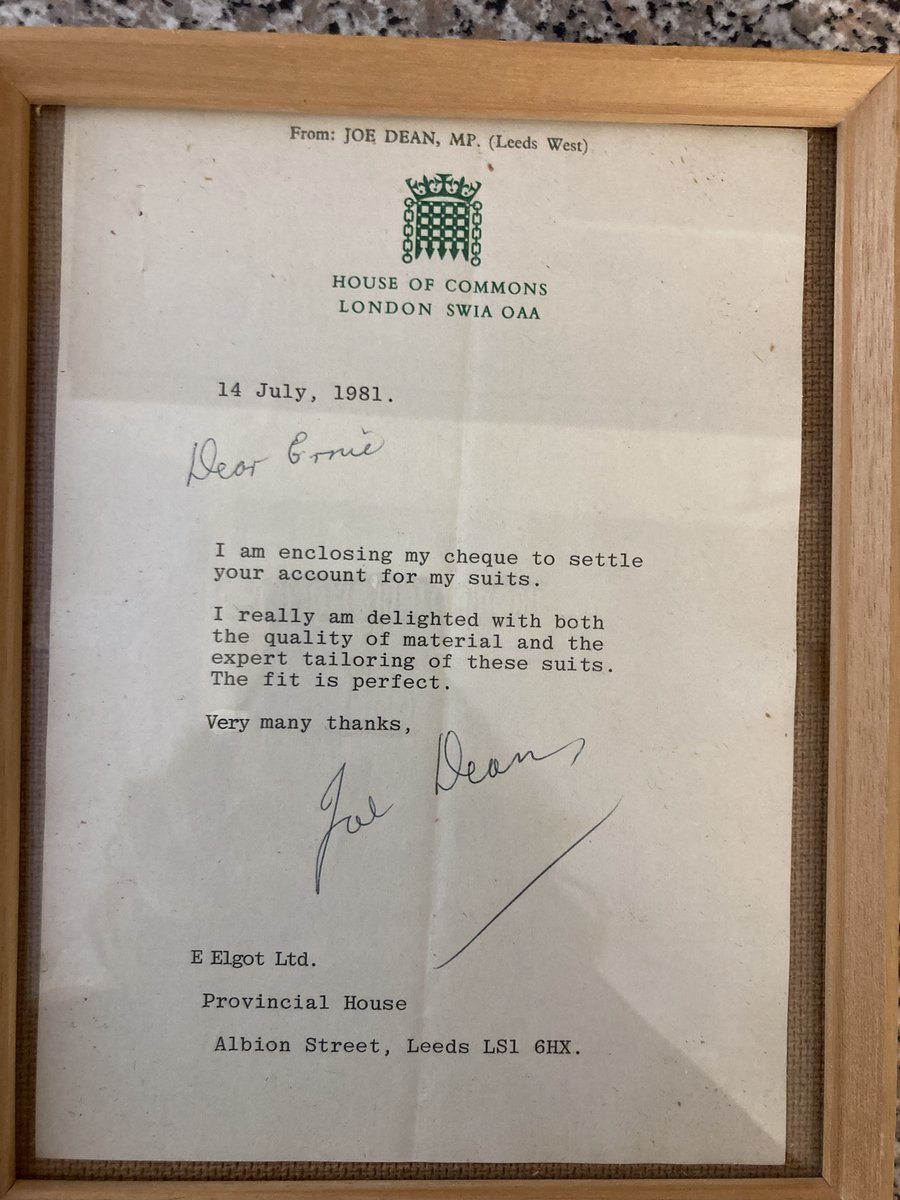 From: JOE DEAN, MP. (Leeds West)
HOUSE OF COMMONS
LONDON SW1A 0AA
14 July, 1981.
Dear Ernie
I am enclosing my cheque to settle
your account for my suits.
I really am delighted with both
the quality of material and the
expert tailoring of these suits.
The fit is perfect.
Very many thanks,
Joe Dean
E Elgot Ltd.
Provincial House
Albion Street, Leeds LS1 6HX.